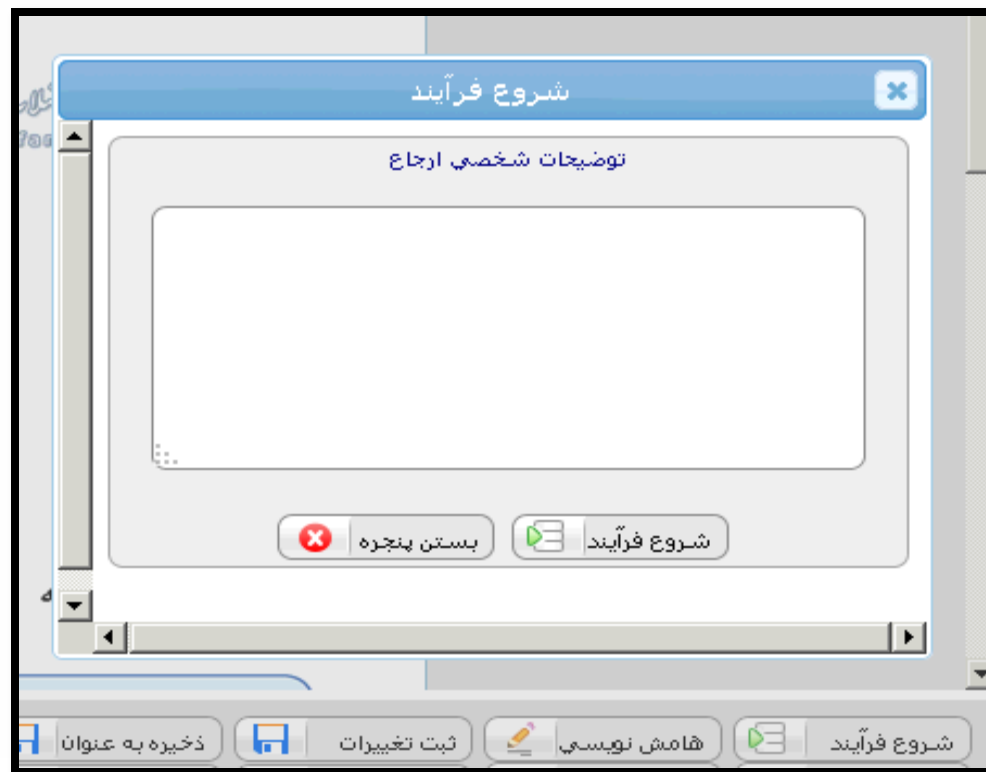 شروع فرآیند
توضیحات شخصي ارجاع
شروع فرآیند
بستن پنجره
شروع فرآیند
هامش نویسي
ثبت تغییرات
ذخیره به عنوان